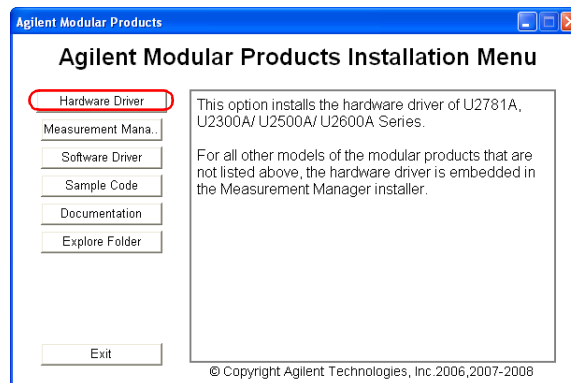 Agilent Modular Products
Agilent Modular Products Installation Menu
Hardware Driver
Measurement Mana..
Software Driver
Sample Code
Documentation
Explore Folder
Exit
This option installs the hardware driver of U2781A,
U2300A/ U2500A/ U2600A Series.
For all other models of the modular products that are
not listed above, the hardware driver is embedded in
the Measurement Manager installer.
© Copyright Agilent Technologies, Inc.2006,2007-2008